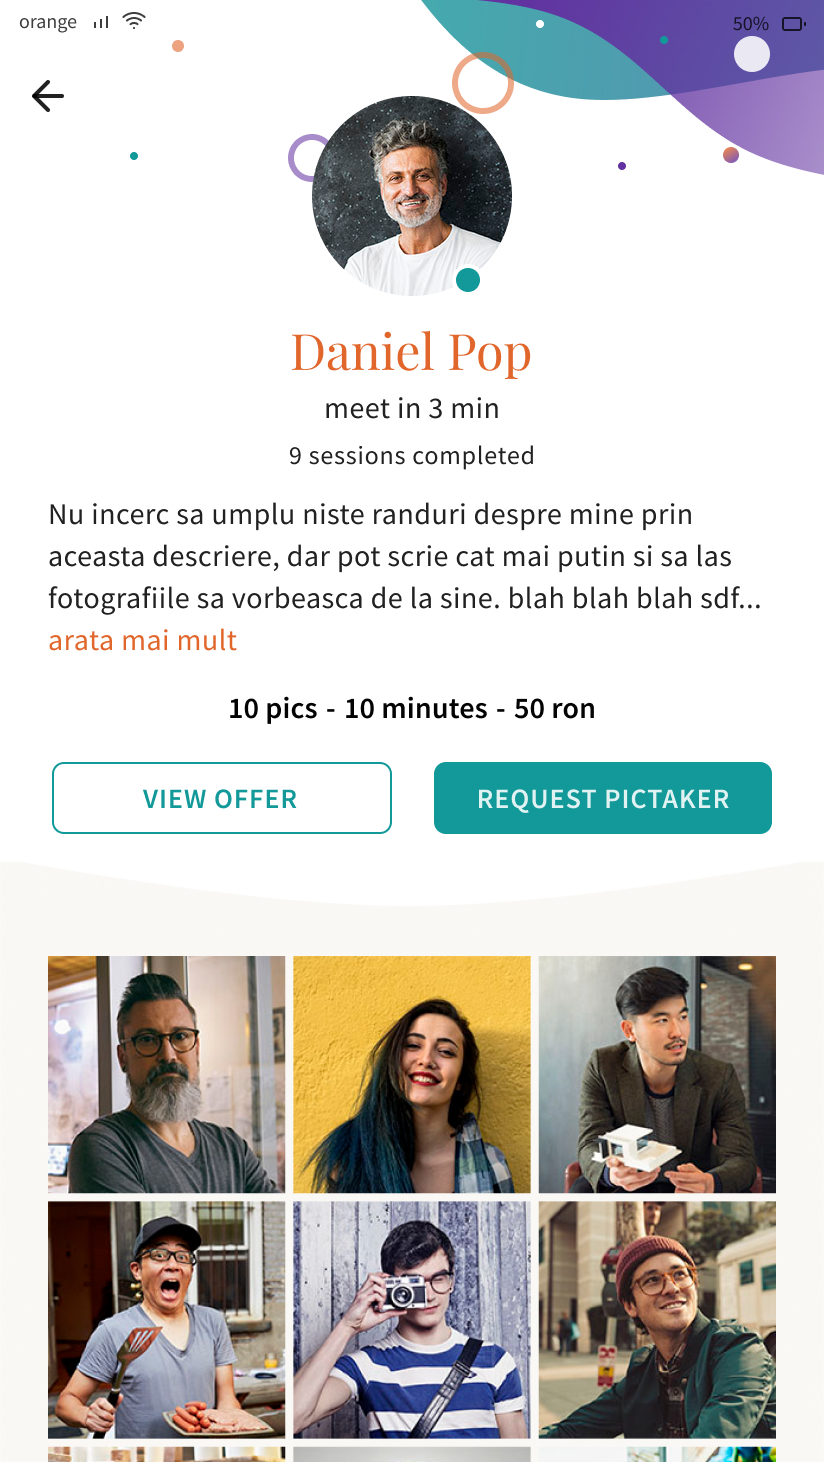 orange
50%
Daniel Pop
meet in 3 min
9 sessions completed
Nu incerc sa umplu niste randuri despre mine prin
aceasta descriere, dar pot scrie cat mai putin si sa las
fotografiile sa vorbeasca de la sine. blah blah blah sdf...
arata mai mult
10 pics - 10 minutes - 50 ron
VIEW OFFER
REQUEST PICTAKER